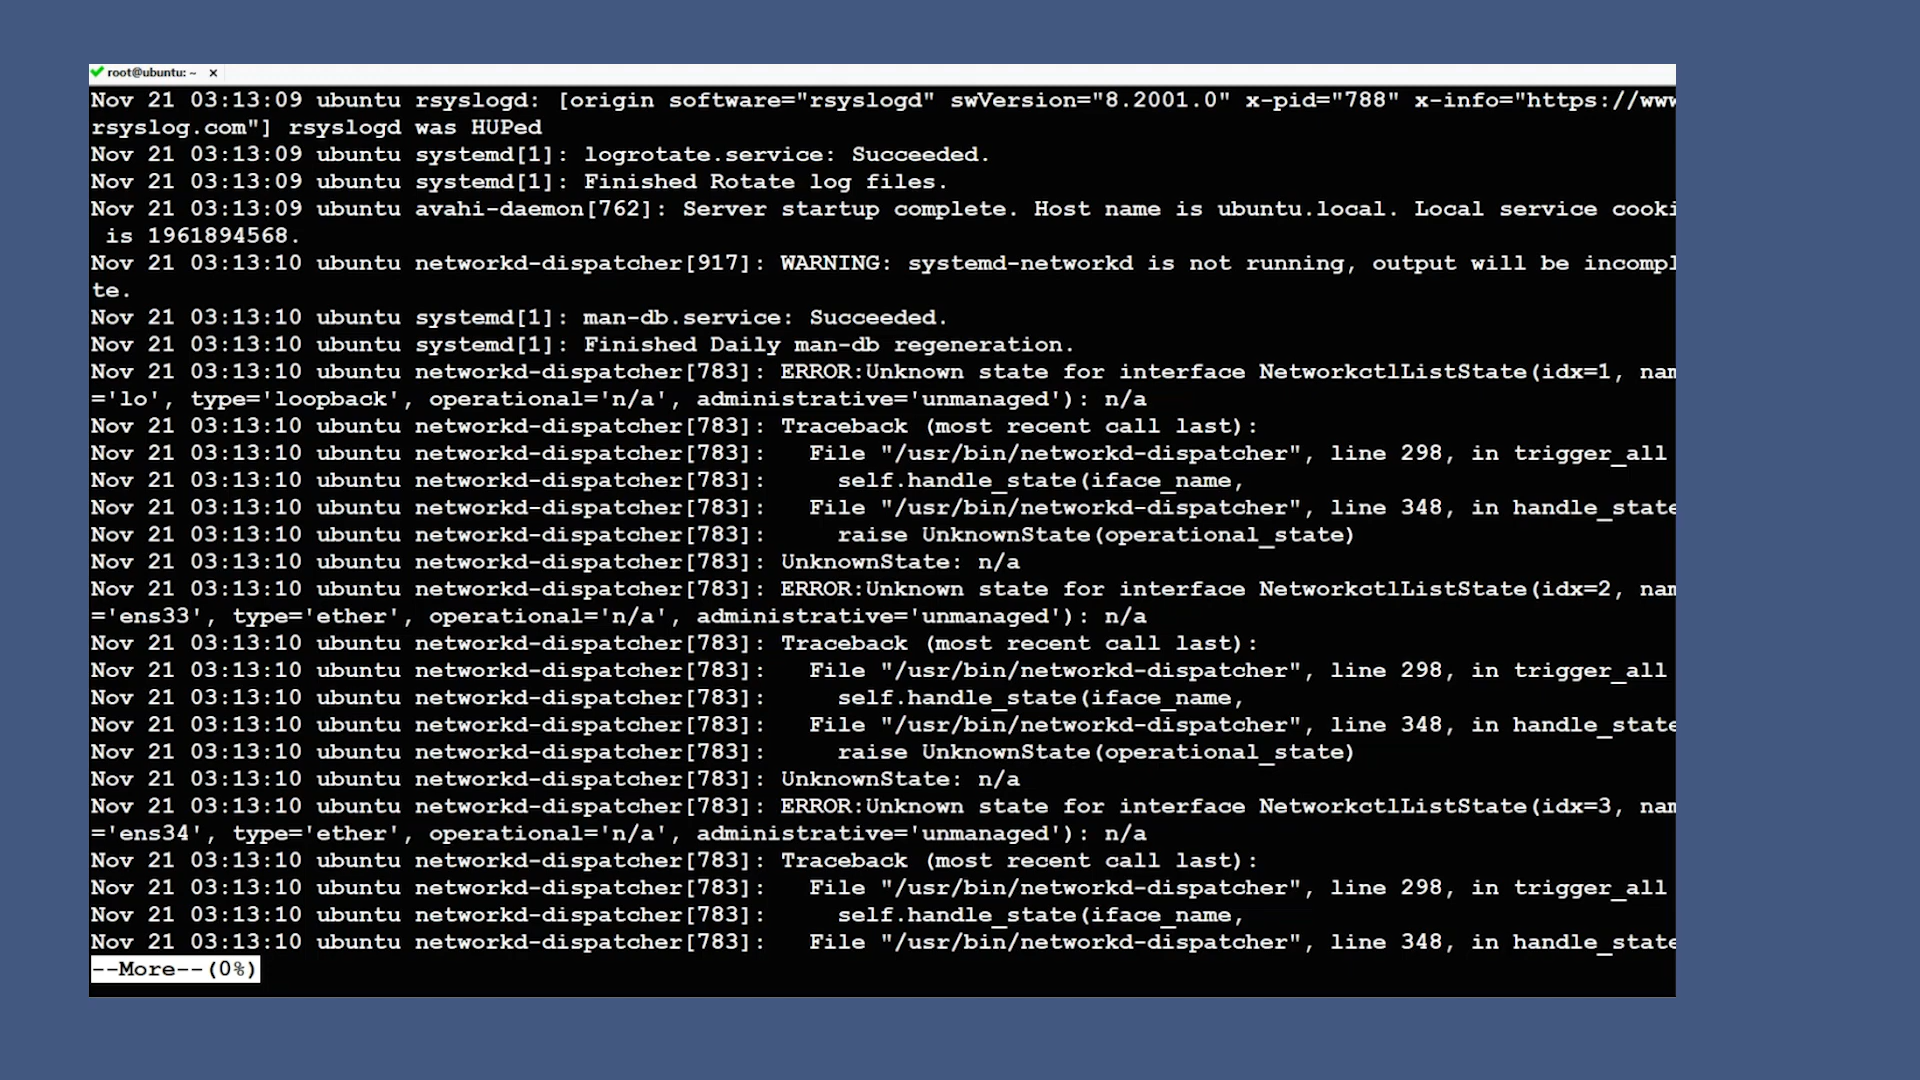 root@ubuntu: ~ ×
Nov 21 03:13:09 ubuntu rsyslogd: [origin software="rsyslogd" swVersion="8.2001.0" x-pid="788" x-info="https://www
rsyslog.com"] rsyslogd was HUPed
Nov 21 03:13:09 ubuntu systemd[1]: logrotate.service: Succeeded.
Nov 21 03:13:09 ubuntu systemd[1]: Finished Rotate log files.
Nov 21 03:13:09 ubuntu avahi-daemon[762]: Server startup complete. Host name is ubuntu.local. Local service cooki
 is 1961894568.
Nov 21 03:13:10 ubuntu networkd-dispatcher[917]: WARNING: systemd-networkd is not running, output will be incompl
te.
Nov 21 03:13:10 ubuntu systemd[1]: man-db.service: Succeeded.
Nov 21 03:13:10 ubuntu systemd[1]: Finished Daily man-db regeneration.
Nov 21 03:13:10 ubuntu networkd-dispatcher[783]: ERROR:Unknown state for interface NetworkctlListState(idx=1, nam
='lo', type='loopback', operational='n/a', administrative='unmanaged'): n/a
Nov 21 03:13:10 ubuntu networkd-dispatcher[783]: Traceback (most recent call last):
Nov 21 03:13:10 ubuntu networkd-dispatcher[783]:   File "/usr/bin/networkd-dispatcher", line 298, in trigger_all
Nov 21 03:13:10 ubuntu networkd-dispatcher[783]:     self.handle_state(iface_name,
Nov 21 03:13:10 ubuntu networkd-dispatcher[783]:   File "/usr/bin/networkd-dispatcher", line 348, in handle_state
Nov 21 03:13:10 ubuntu networkd-dispatcher[783]:     raise UnknownState(operational_state)
Nov 21 03:13:10 ubuntu networkd-dispatcher[783]: UnknownState: n/a
Nov 21 03:13:10 ubuntu networkd-dispatcher[783]: ERROR:Unknown state for interface NetworkctlListState(idx=2, nam
='ens33', type='ether', operational='n/a', administrative='unmanaged'): n/a
Nov 21 03:13:10 ubuntu networkd-dispatcher[783]: Traceback (most recent call last):
Nov 21 03:13:10 ubuntu networkd-dispatcher[783]:   File "/usr/bin/networkd-dispatcher", line 298, in trigger_all
Nov 21 03:13:10 ubuntu networkd-dispatcher[783]:     self.handle_state(iface_name,
Nov 21 03:13:10 ubuntu networkd-dispatcher[783]:   File "/usr/bin/networkd-dispatcher", line 348, in handle_state
Nov 21 03:13:10 ubuntu networkd-dispatcher[783]:     raise UnknownState(operational_state)
Nov 21 03:13:10 ubuntu networkd-dispatcher[783]: UnknownState: n/a
Nov 21 03:13:10 ubuntu networkd-dispatcher[783]: ERROR:Unknown state for interface NetworkctlListState(idx=3, nam
='ens34', type='ether', operational='n/a', administrative='unmanaged'): n/a
Nov 21 03:13:10 ubuntu networkd-dispatcher[783]: Traceback (most recent call last):
Nov 21 03:13:10 ubuntu networkd-dispatcher[783]:   File "/usr/bin/networkd-dispatcher", line 298, in trigger_all
Nov 21 03:13:10 ubuntu networkd-dispatcher[783]:     self.handle_state(iface_name,
Nov 21 03:13:10 ubuntu networkd-dispatcher[783]:   File "/usr/bin/networkd-dispatcher", line 348, in handle_state
--More--(0%)